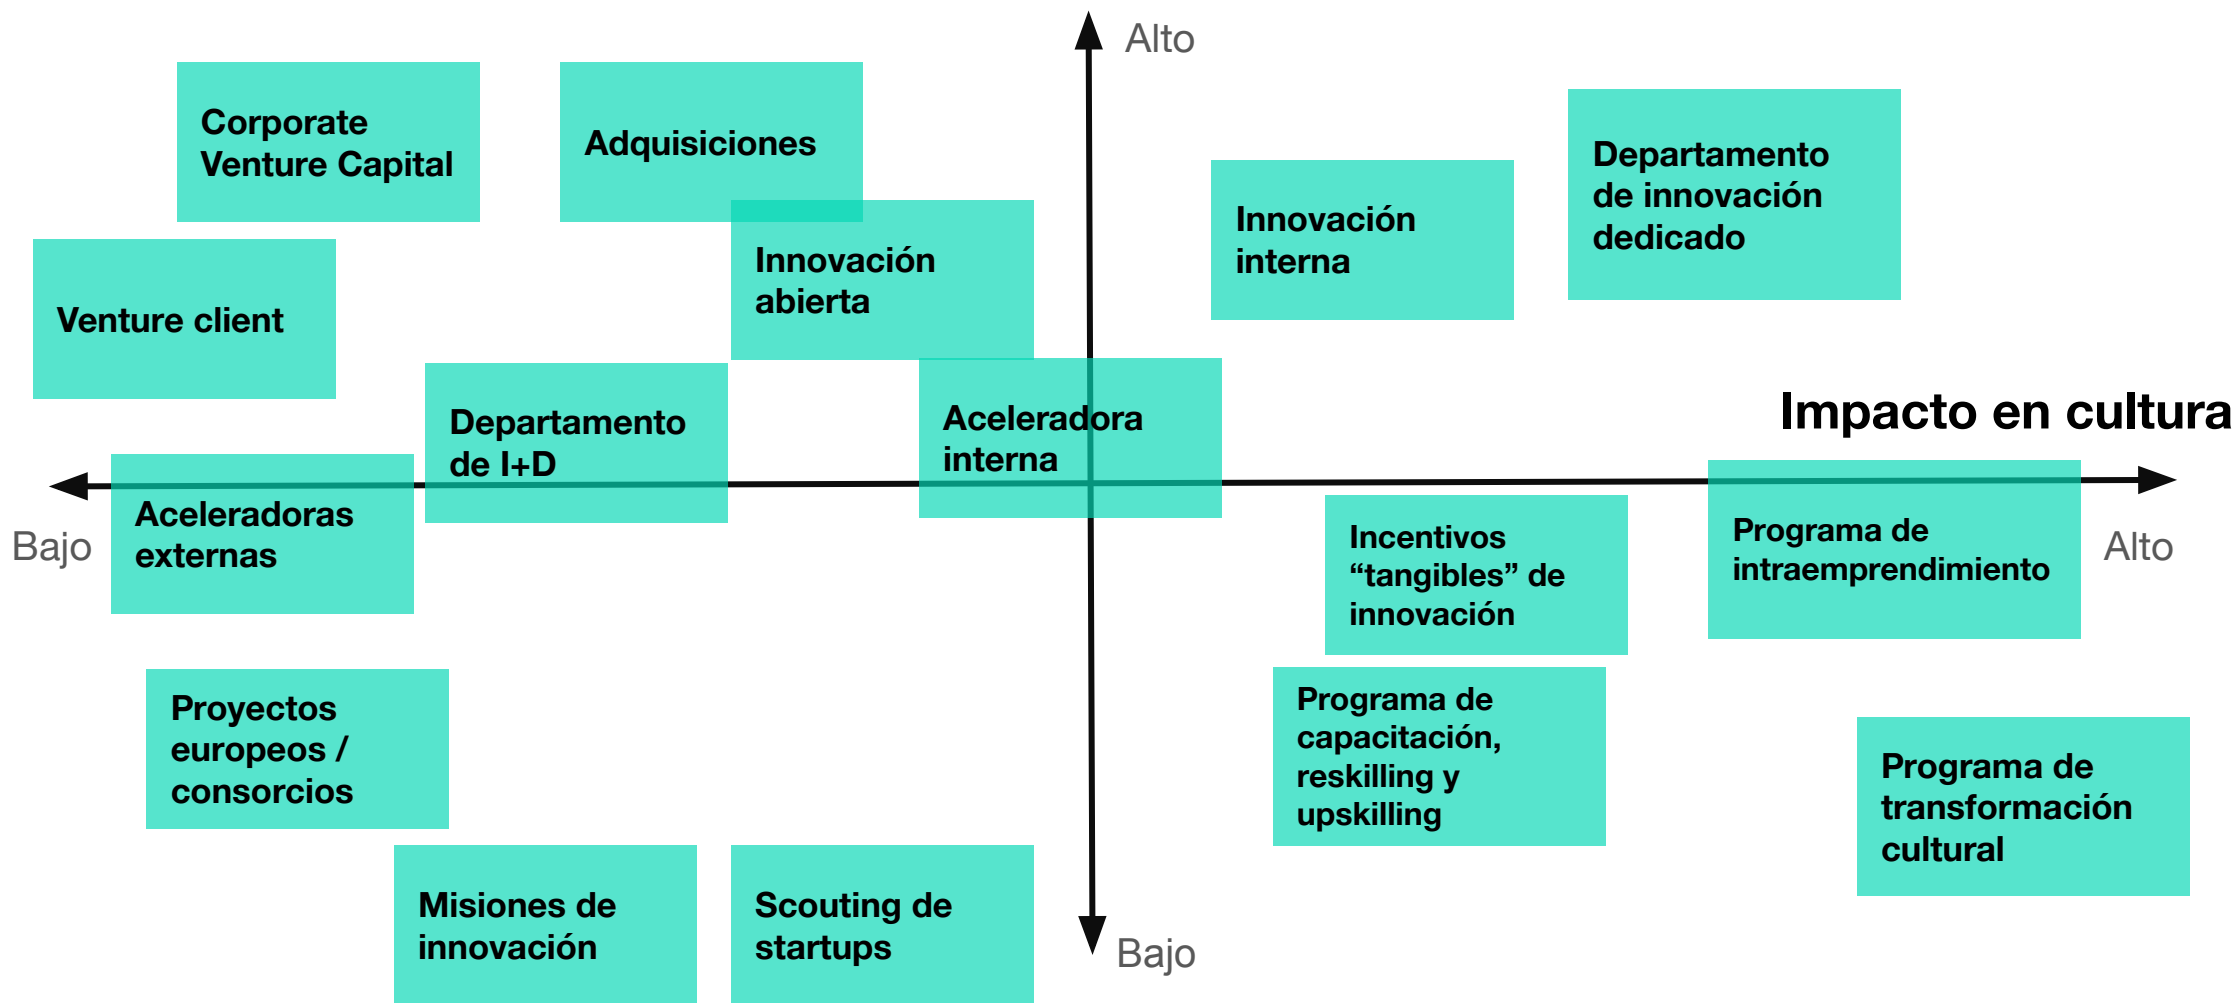 Alto
Corporate
Venture Capital
Adquisiciones
Departamento
de innovación
dedicado
Innovación
interna
Innovación
abierta
Venture client
Impacto en cultura
Departamento
de I+D
Aceleradora
interna
Bajo
Aceleradoras
externas
Incentivos
“tangibles” de
innovación
Programa de
intraemprendimiento
Alto
Proyectos
europeos /
consorcios
Programa de
capacitación,
reskilling y
upskilling
Programa de
transformación
cultural
Misiones de
innovación
Scouting de
startups
Bajo